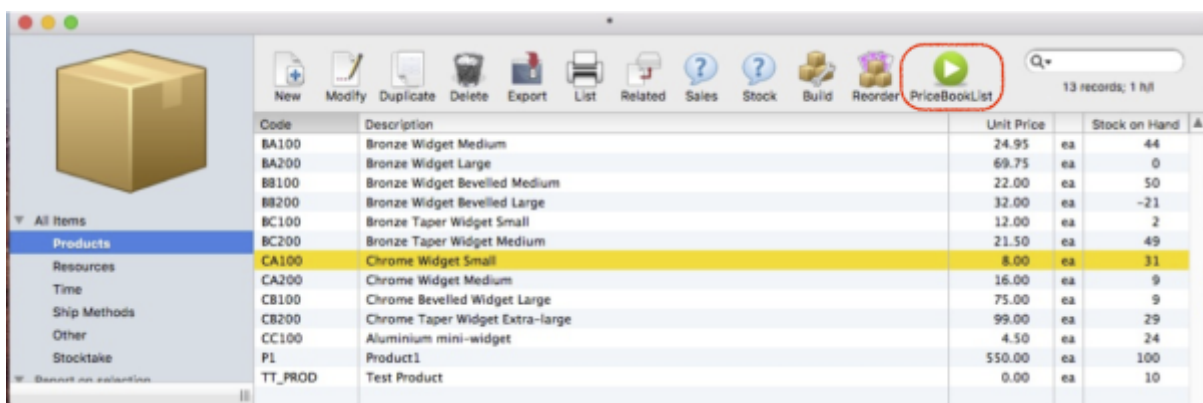 New Modify Duplicate Delete Export List Related Sales Stock Build Reorder PriceBookList
13 records; 1 h/l
Code Description Unit Price Stock on Hand
BA100 Bronze Widget Medium 24.95 ea 44
BA200 Bronze Widget Large 69.75 ea 0
BB100 Bronze Widget Bevelled Medium 22.00 ea 50
BB200 Bronze Widget Bevelled Large 32.00 ea -21
BC100 Bronze Taper Widget Small 12.00 ea 2
BC200 Bronze Taper Widget Medium 21.50 ea 49
CA100 Chrome Widget Small 8.00 ea 31
CA200 Chrome Widget Medium 16.00 ea 9
CB100 Chrome Bevelled Widget Large 75.00 ea 9
CB200 Chrome Taper Widget Extra-large 99.00 ea 29
CC100 Aluminium mini-widget 4.50 ea 24
P1 Product1 550.00 ea 100
TT_PROD Test Product 0.00 ea 10
All Items
Products
Resources
Time
Ship Methods
Other
Stocktake
Report on selection